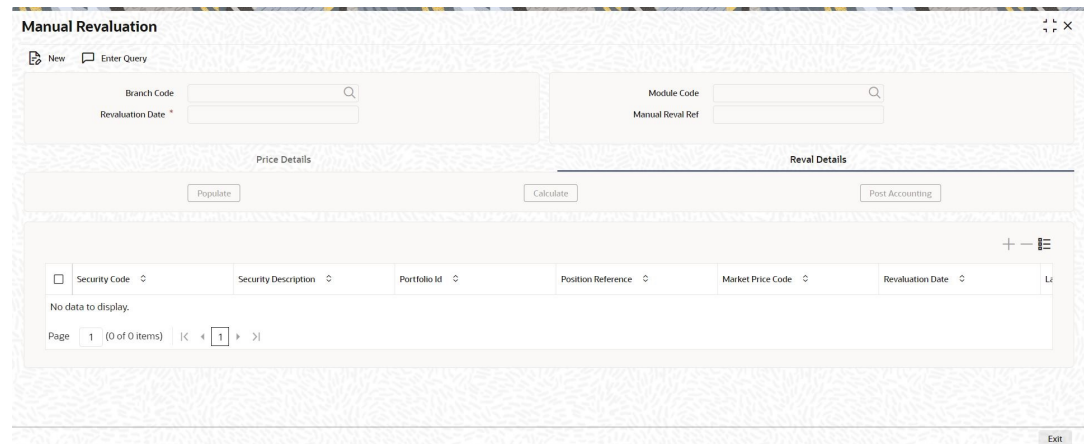 Manual Revaluation
New Enter Query
Branch Code Module Code
Revaluation Date * Manual Reval Ref
Price Details Reval Details
Populate Calculate Post Accounting
Security Code Security Description Portfolio Id Position Reference Market Price Code Revaluation Date La
No data to display.
Page 1 (0 of 0 items) 1
Exit